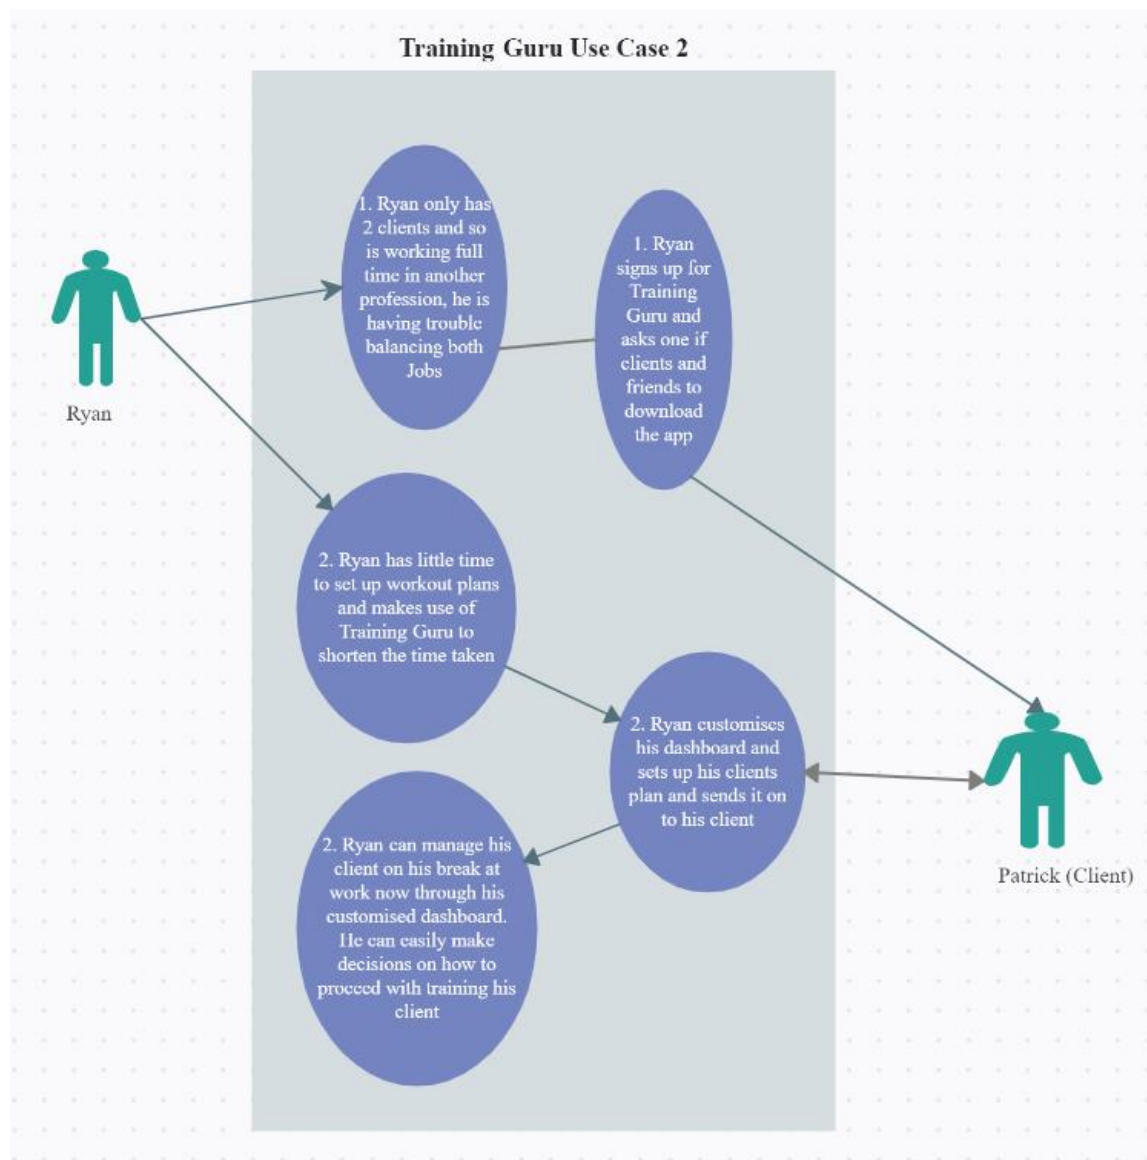 Training Guru Use Case 2
1. Ryan only has
2 clients and so
is working full
time in another
profession, he is
having trouble
balancing both
Jobs
1. Ryan
signs up for
Training
Guru and
asks one if
clients and
friends to
download
the app
Ryan
2. Ryan has little time
to set up workout plans
and makes use of
Training Guru to
shorten the time taken
2. Ryan customises
his dashboard and
sets up his clients
plan and sends it on
to his client
Patrick (Client)
2. Ryan can manage his
client on his break at
work now through his
customised dashboard.
He can easily make
decisions on how to
proceed with training his
client